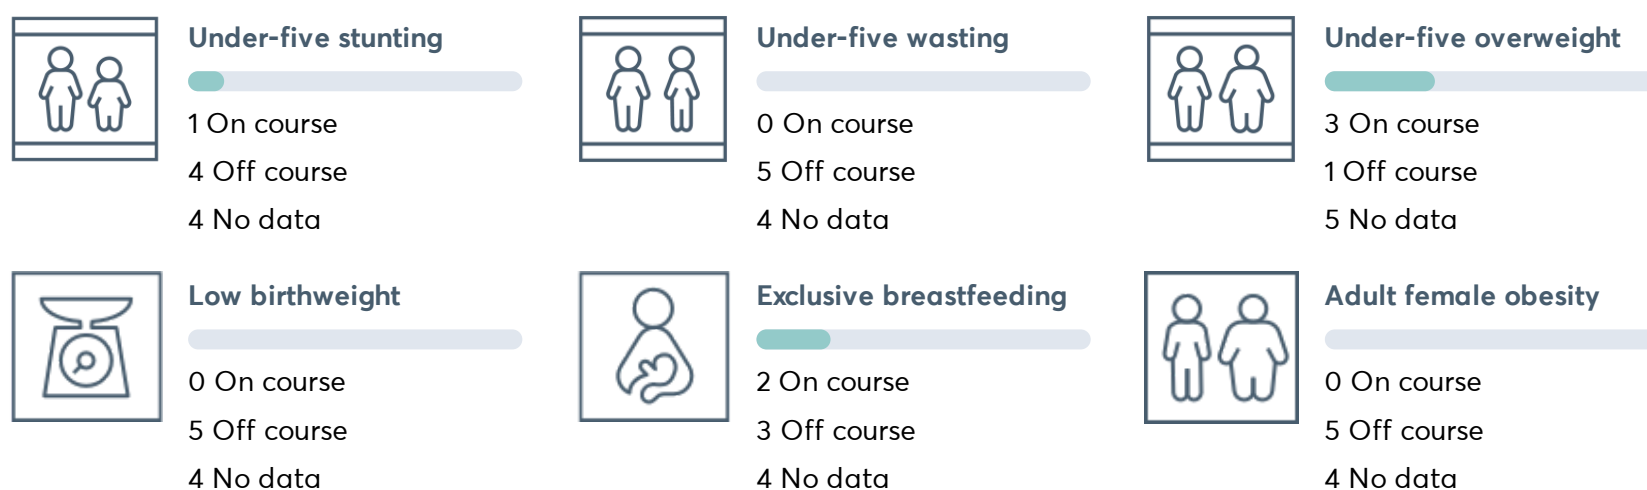 Under-five stunting
1 On course
4 Off course
4 No data
Under-five wasting
0 On course
5 Off course
4 No data
Under-five overweight
3 On course
1 Off course
5 No data
Low birthweight
0 On course
5 Off course
4 No data
Exclusive breastfeeding
2 On course
3 Off course
4 No data
Adult female obesity
0 On course
5 Off course
4 No data